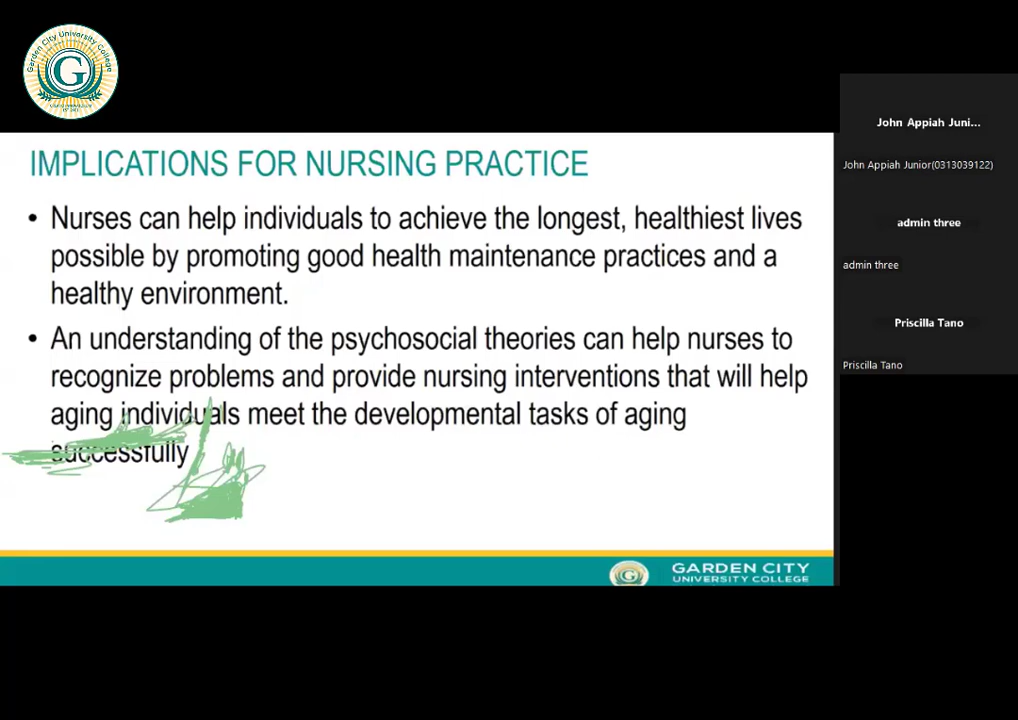 Garden City University College
G
IMPLICATIONS FOR NURSING PRACTICE
• Nurses can help individuals to achieve the longest, healthiest lives
possible by promoting good health maintenance practices and a
healthy environment.
• An understanding of the psychosocial theories can help nurses to
recognize problems and provide nursing interventions that will help
aging individuals meet the developmental tasks of aging
successfully
G
GARDEN CITY
UNIVERSITY COLLEGE
John Appiah Juni...
John Appiah Junior(0313039122)
admin three
admin three
Priscilla Tano
Priscilla Tano